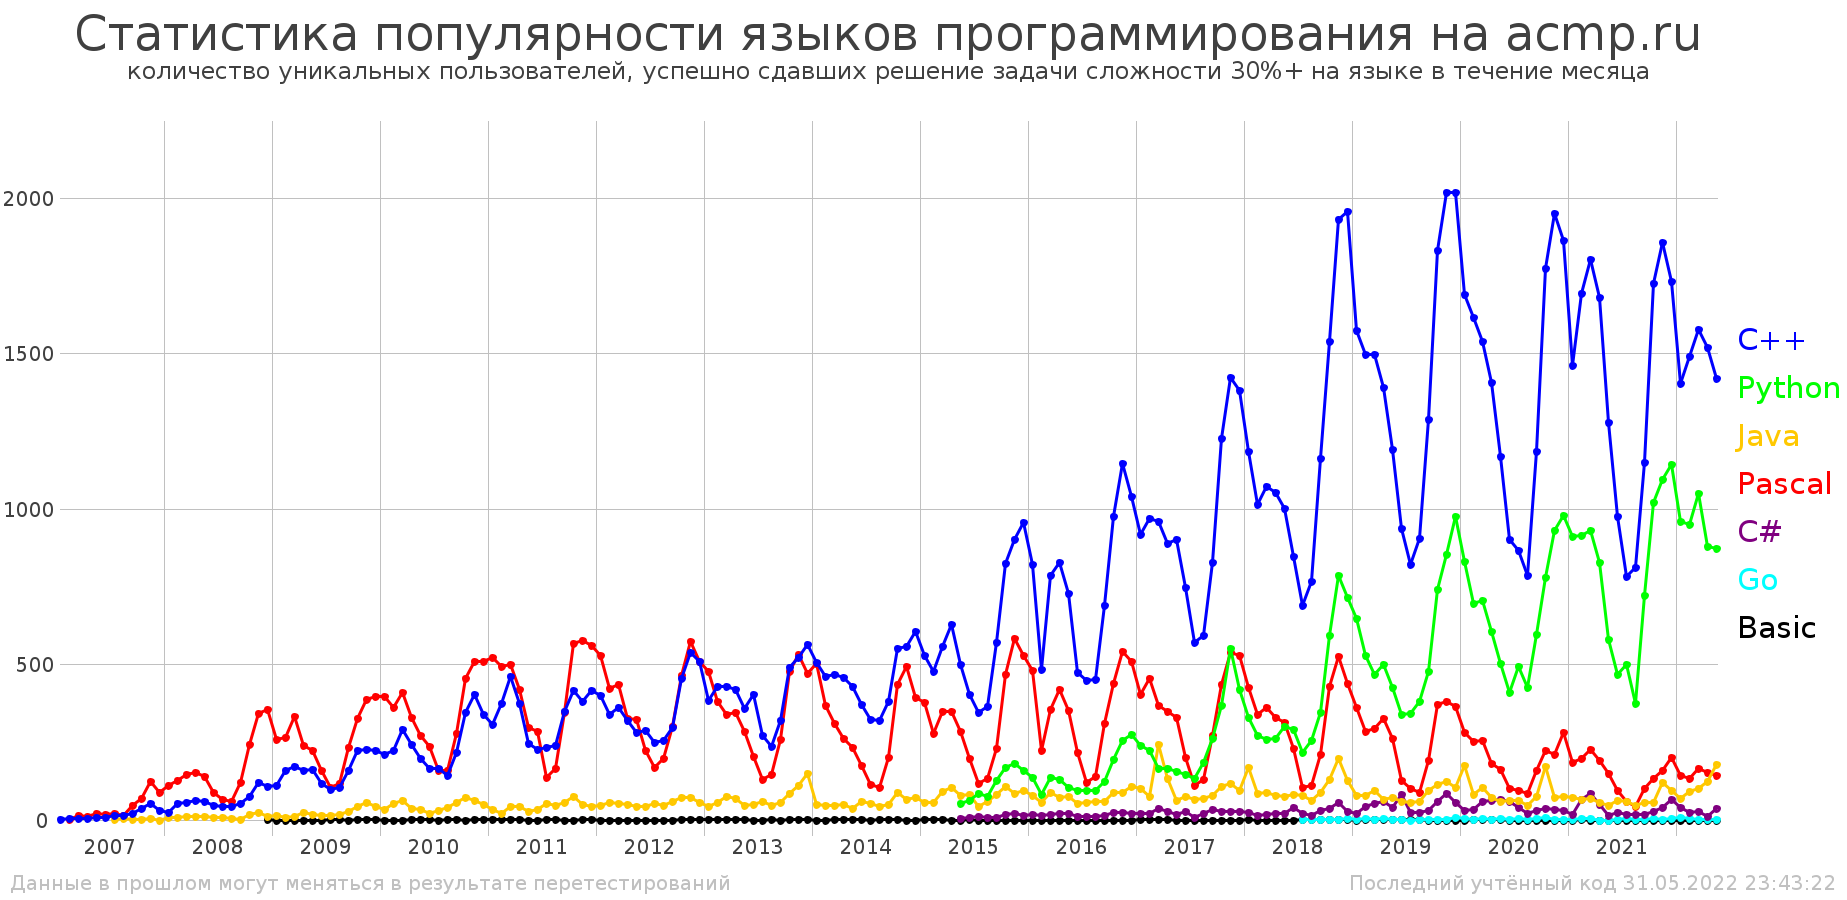 Статистика популярности языков программирования на acmp.ru
количество уникальных пользователей, успешно сдавших решение задачи сложности 30%+ на языке в течение месяца
2000
1500
1000
500
0
C++
Python
Java
Pascal
C#
Go
Basic
2007 2008 2009 2010 2011 2012 2013 2014 2015 2016 2017 2018 2019 2020 2021
Данные в прошлом могут меняться в результате перетестирований
Последний учтённый код 31.05.2022 23:43:22